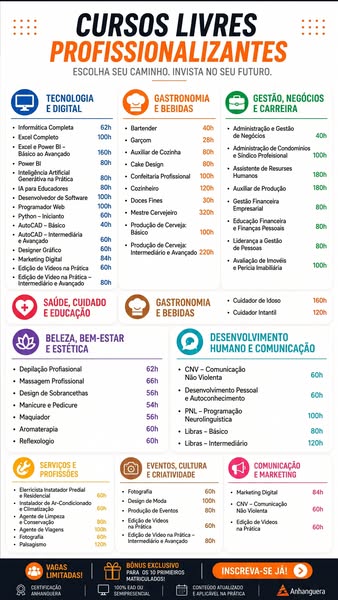 CURSOS LIVRES
PROFISSIONALIZANTES
ESCOLHA SEU CAMINHO. INVISTA NO SEU FUTURO.
TECNOLOGIA
E DIGITAL
• Informática Completa 62h
• Excel Completo 100h
• Excel e Power BI –
Básico ao Avançado 160h
• Power BI 80h
• Inteligência Artificial
Generativa na Prática 80h
• IA para Educadores 80h
• Desenvolvedor de Software 100h
• Programador Web 100h
• Python – Inicianto 60h
• AutoCAD – Básico 40h
• AutoCAD – Intermediário
e Avançado 60h
• Designer Gráfico 60h
• Marketing Digital 84h
• Edição de Vídeos na Prática 60h
• Edição de Vídeo na Prática –
Intermediário e Avançado 80h
GASTRONOMIA
E BEBIDAS
• Bartender 40h
• Garçom 28h
• Auxiliar de Cozinha 80h
• Cake Design 80h
• Confeitaria Profissional 100h
• Cozinheiro 120h
• Doces Fines 30h
• Mestre Cervejeiro 320h
• Produção de Cerveja:
Básico 100h
• Produção de Cerveja:
Intermediário e Avançado 220h
GESTÃO, NEGÓCIOS
E CARREIRA
• Administração e Gestão
de Negócios 40h
• Administração de Condomínios
e Síndico Profeisional 100h
• Assistente de Resursos
Humanos 180h
• Auxiliar de Produção 180h
• Gestão Financeira
Empresarial 80h
• Educação Financeira
e Finanças Pessoais 80h
• Liderança e Gestão
de Pessoas 80h
• Avaliação de Imovéis
e Perícia Imobiliária 100h
SAÚDE, CUIDADO
E EDUCAÇÃO
GASTRONOMIA
E BEBIDAS
• Cuidador de Idoso 160h
• Cuidador Infantil 120h
BELEZA, BEM-ESTAR
E ESTÉTICA
• Depilação Profisional 62h
• Massagem Profissional 66h
• Design de Sobrancethas 56h
• Manicure e Pedicure 54h
• Maquiador 56h
• Aromaterapia 60h
• Reflexologio 60h
DESENVOLVIMENTO
HUMANO E COMUNICAÇÃO
• CNV – Comunicação
Não Violenta 60h
• Desenvolvimento Pessoal
e Autoconhecimento 60h
• PNL – Programação
Neurolinguística 100h
• Libras – Básico 80h
• Libras – Intermediário 120h
SERVIÇOS E
PROFISSÕES
• Elerricista Instatador Predial
e Residencial 60h
• Instalador de Ar-Condicionado
e Climatização 60h
• Agente de Limpeza
e Conservação 80h
• Agente de Viagens 100h
• Fotografia 60h
• Paisagismo 120h
EVENTOS, CULTURA
E CRIATIVIDADE
• Fotografia 60h
• Design de Moda 100h
• Produção de Eventos 80h
• Edição de Vídeos
na Prática 60h
• Edição de Vídeo na Prática –
Intermediário e Avançado 80h
COMUNICAÇÃO
E MARKETING
• Marketing Digital 84h
• CNV – Comunicação
Não Violenta 60h
• Edição de Vídeos
na Prática 60h
VAGAS
LIMITADAS!
BÔNUS EXCLUSIVO
PARA OS 10 PRIMEIROS
MATRICULADOS!
INSCREVA-SE JÁ!
CERTIFICAÇÃO
ANHANGUERA
100% EAD OU
SEMIPRESENCIAL
CONTEÚDO ATUALIZADO
E APLICÁVEL NA PRÁTICA
Anhanguera